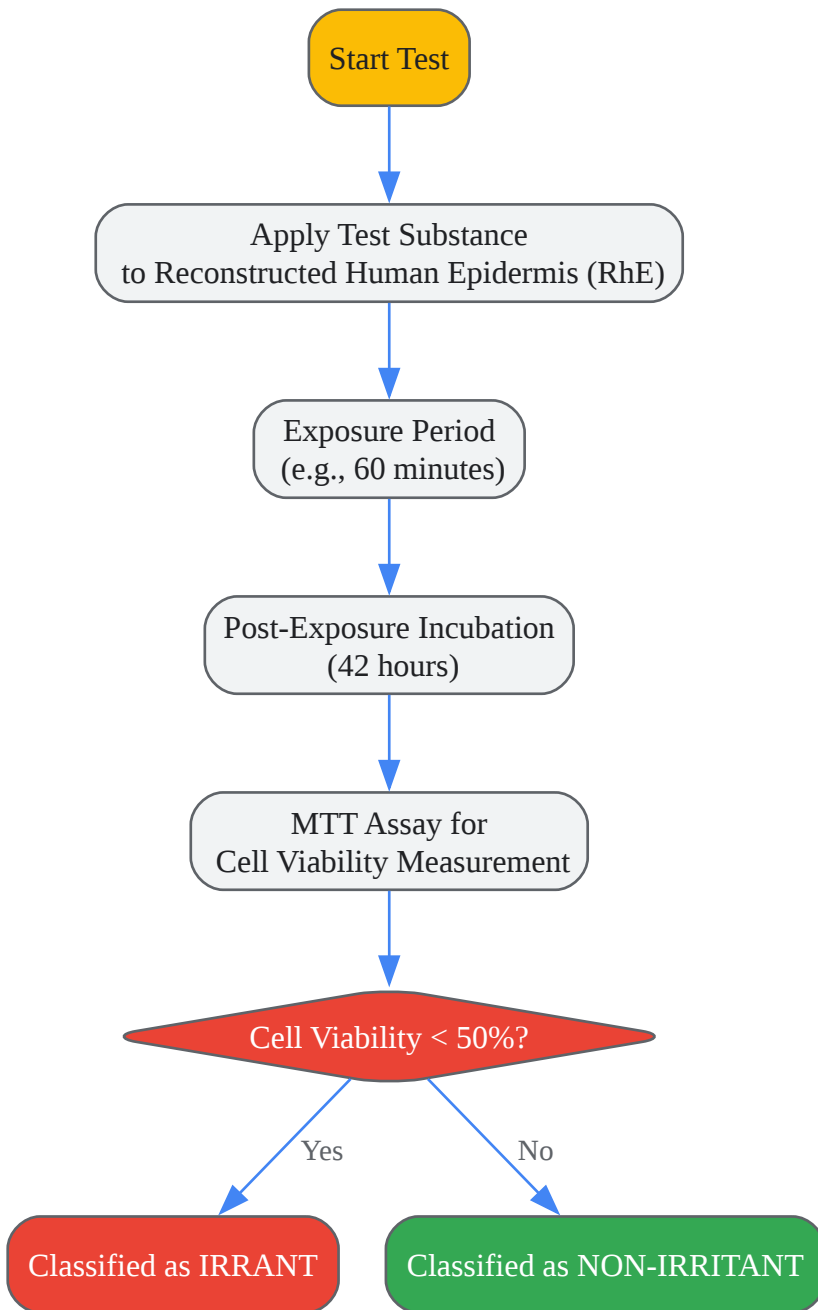 Start Test
Apply Test Substance
to Reconstructed Human Epidermis (RhE)
Exposure Period
(e.g., 60 minutes)
Post-Exposure Incubation
(42 hours)
MTT Assay for
Cell Viability Measurement
Cell Viability < 50%?
Yes
No
Classified as IRRANT
Classified as NON-IRRITANT